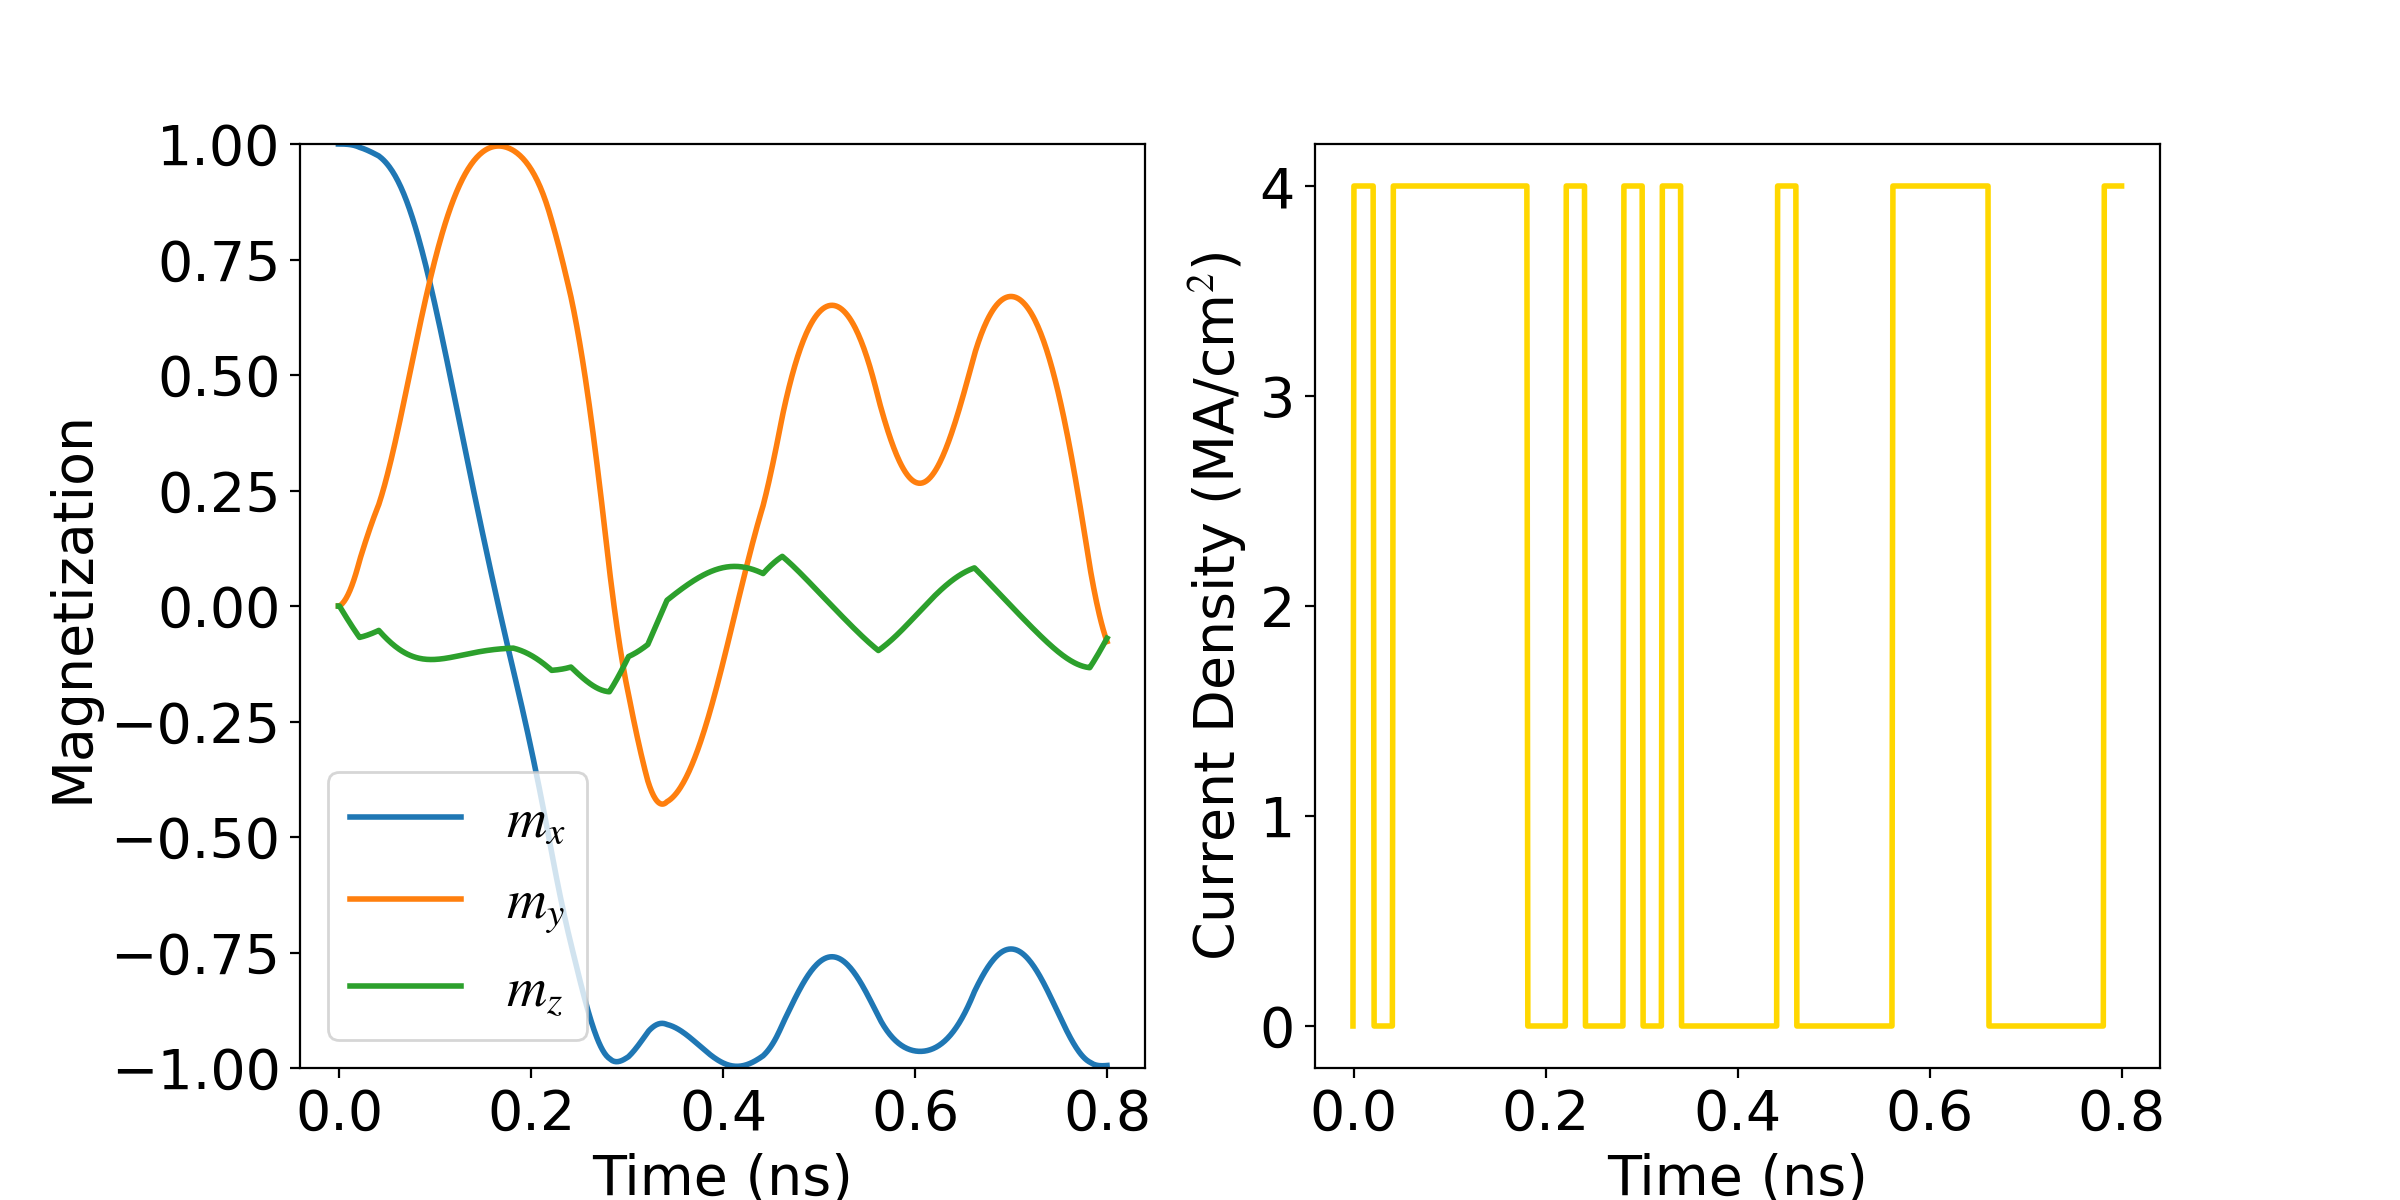 1.00
0.75
0.50
0.25
0.00
−0.25
−0.50
−0.75
−1.00
Magnetization
m_x
m_y
m_z
0.0 0.2 0.4 0.6 0.8
Time (ns)
4
3
2
1
0
Current Density (MA/cm²)
0.0 0.2 0.4 0.6 0.8
Time (ns)